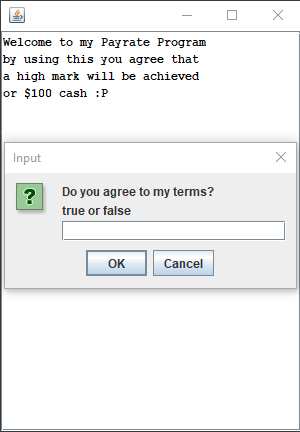 Welcome to my Payrate Program
by using this you agree that
a high mark will be achieved
or $100 cash :P
Input
Do you agree to my terms?
true or false
OK Cancel